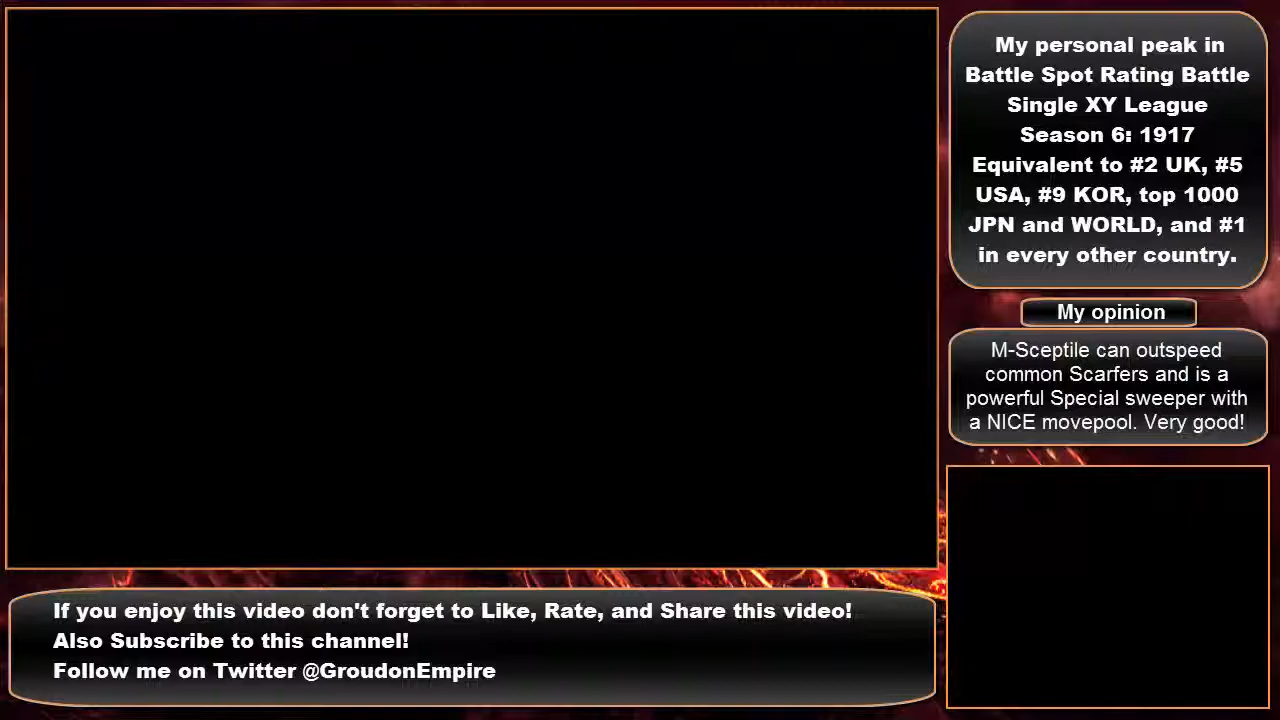 My personal peak in
Battle Spot Rating Battle
Single XY League
Season 6: 1917
Equivalent to #2 UK, #5
USA, #9 KOR, top 1000
JPN and WORLD, and #1
in every other country.
My opinion
M-Sceptile can outspeed
common Scarfers and is a
powerful Special sweeper with
a NICE movepool. Very good!
If you enjoy this video don't forget to Like, Rate, and Share this video!
Also Subscribe to this channel!
Follow me on Twitter @GroudonEmpire